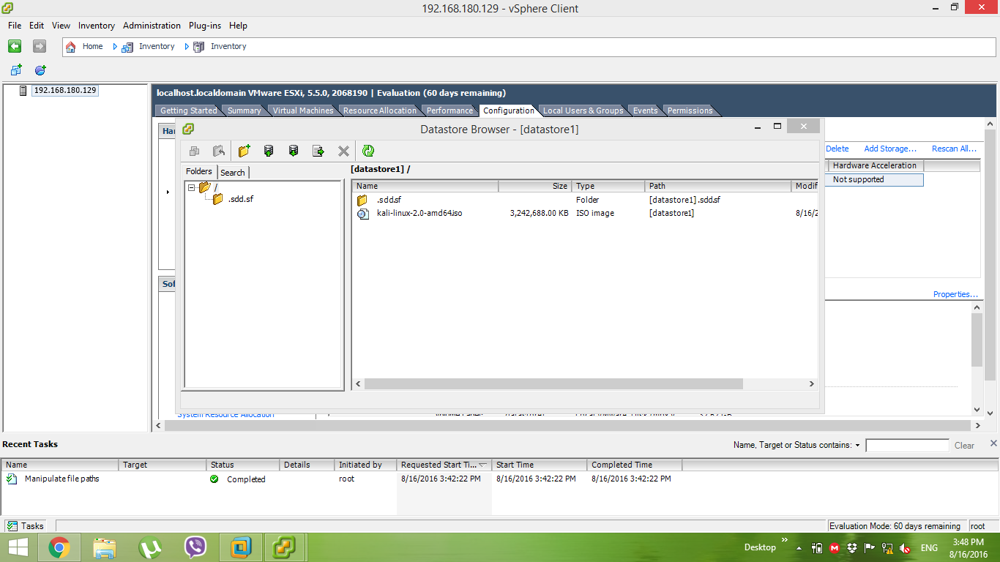 192.168.180.129 - vSphere Client
File Edit View Inventory Administration Plug-ins Help
Home Inventory Inventory
192.168.180.129
localhost.localdomain VMware ESXi, 5.5.0, 2068190 | Evaluation (60 days remaining)
Getting Started Summary Virtual Machines Resource Allocation Performance Configuration Local Users & Groups Events Permissions
Har
Datastore Browser - [datastore1]
Delete Add Storage... Rescan All...
Hardware Acceleration
Not supported
Folders Search
[datastore1] /
/
.sdd.sf
Name Size Type Path Modif
.sdd.sf Folder [datastore1] .sdd.sf
kali-linux-2.0-amd64.iso 3,242,688.00 KB ISO image [datastore1] 8/16/2
Sof
Properties...
System Resource Allocation
Recent Tasks
Name, Target or Status contains: Clear
Name Target Status Details Initiated by Requested Start Ti... Start Time Completed Time
Manipulate file paths Completed root 8/16/2016 3:42:22 PM 8/16/2016 3:42:22 PM 8/16/2016 3:42:22 PM
Tasks Evaluation Mode: 60 days remaining root
Desktop » ENG 3:48 PM
8/16/2016